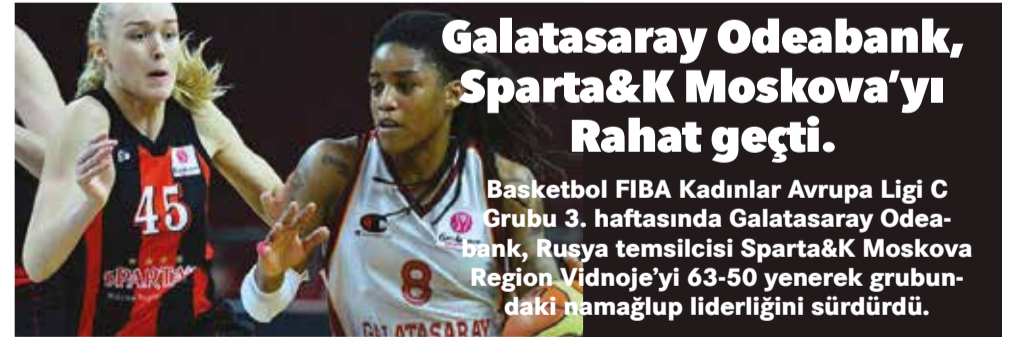 Galatasaray Odeabank,
Sparta&K Moskova'yı
Rahat geçti.
Basketbol FIBA Kadınlar Avrupa Ligi C
Grubu 3. haftasında Galatasaray Odea-
bank, Rusya temsilcisi Sparta&K Moskova
Region Vidnoje'yi 63-50 yenerek grubun-
daki namağlup liderliğini sürdürdü.
45
SPARTA
8
GALATASARAY